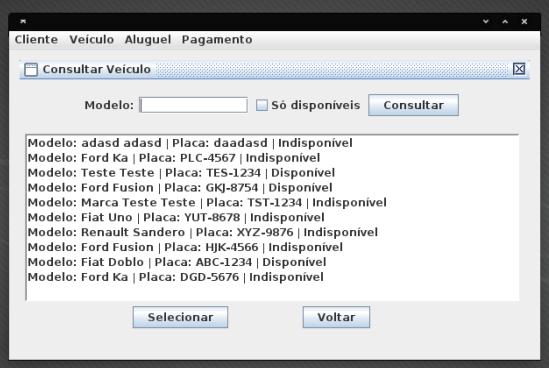 Cliente Veículo Aluguel Pagamento
Consultar Veículo
Modelo: Só disponíveis Consultar
Modelo: adasd adasd | Placa: daadasd | Indisponível
Modelo: Ford Ka | Placa: PLC-4567 | Indisponível
Modelo: Teste Teste | Placa: TES-1234 | Disponível
Modelo: Ford Fusion | Placa: GKJ-8754 | Disponível
Modelo: Marca Teste Teste | Placa: TST-1234 | Indisponível
Modelo: Fiat Uno | Placa: YUT-8678 | Indisponível
Modelo: Renault Sandero | Placa: XYZ-9876 | Indisponível
Modelo: Ford Fusion | Placa: HJK-4566 | Indisponível
Modelo: Fiat Doblo | Placa: ABC-1234 | Disponível
Modelo: Ford Ka | Placa: DGD-5676 | Indisponível
Selecionar Voltar